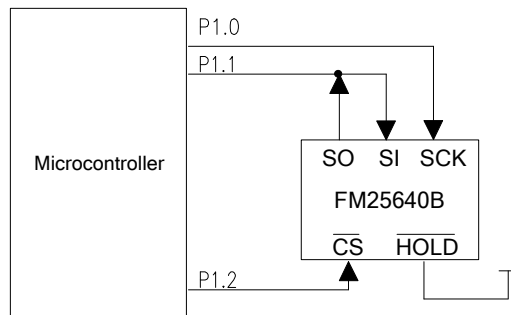 P1.0
P1.1
SO SI SCK
Microcontroller
FM25640B
CS HOLD
P1.2